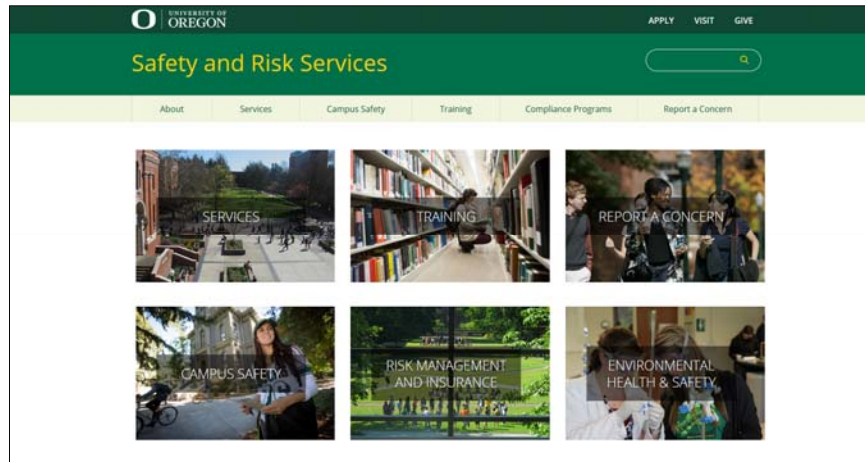 UNIVERSITY OF
OREGON
APPLY VISIT GIVE
Safety and Risk Services
About Services Campus Safety Training Compliance Programs Report a Concern
SERVICES
TRAINING
REPORT A CONCERN
CAMPUS SAFETY
RISK MANAGEMENT
AND INSURANCE
ENVIRONMENTAL
HEALTH & SAFETY